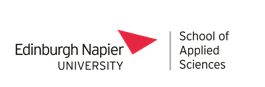 Edinburgh Napier
UNIVERSITY
School of
Applied
Sciences